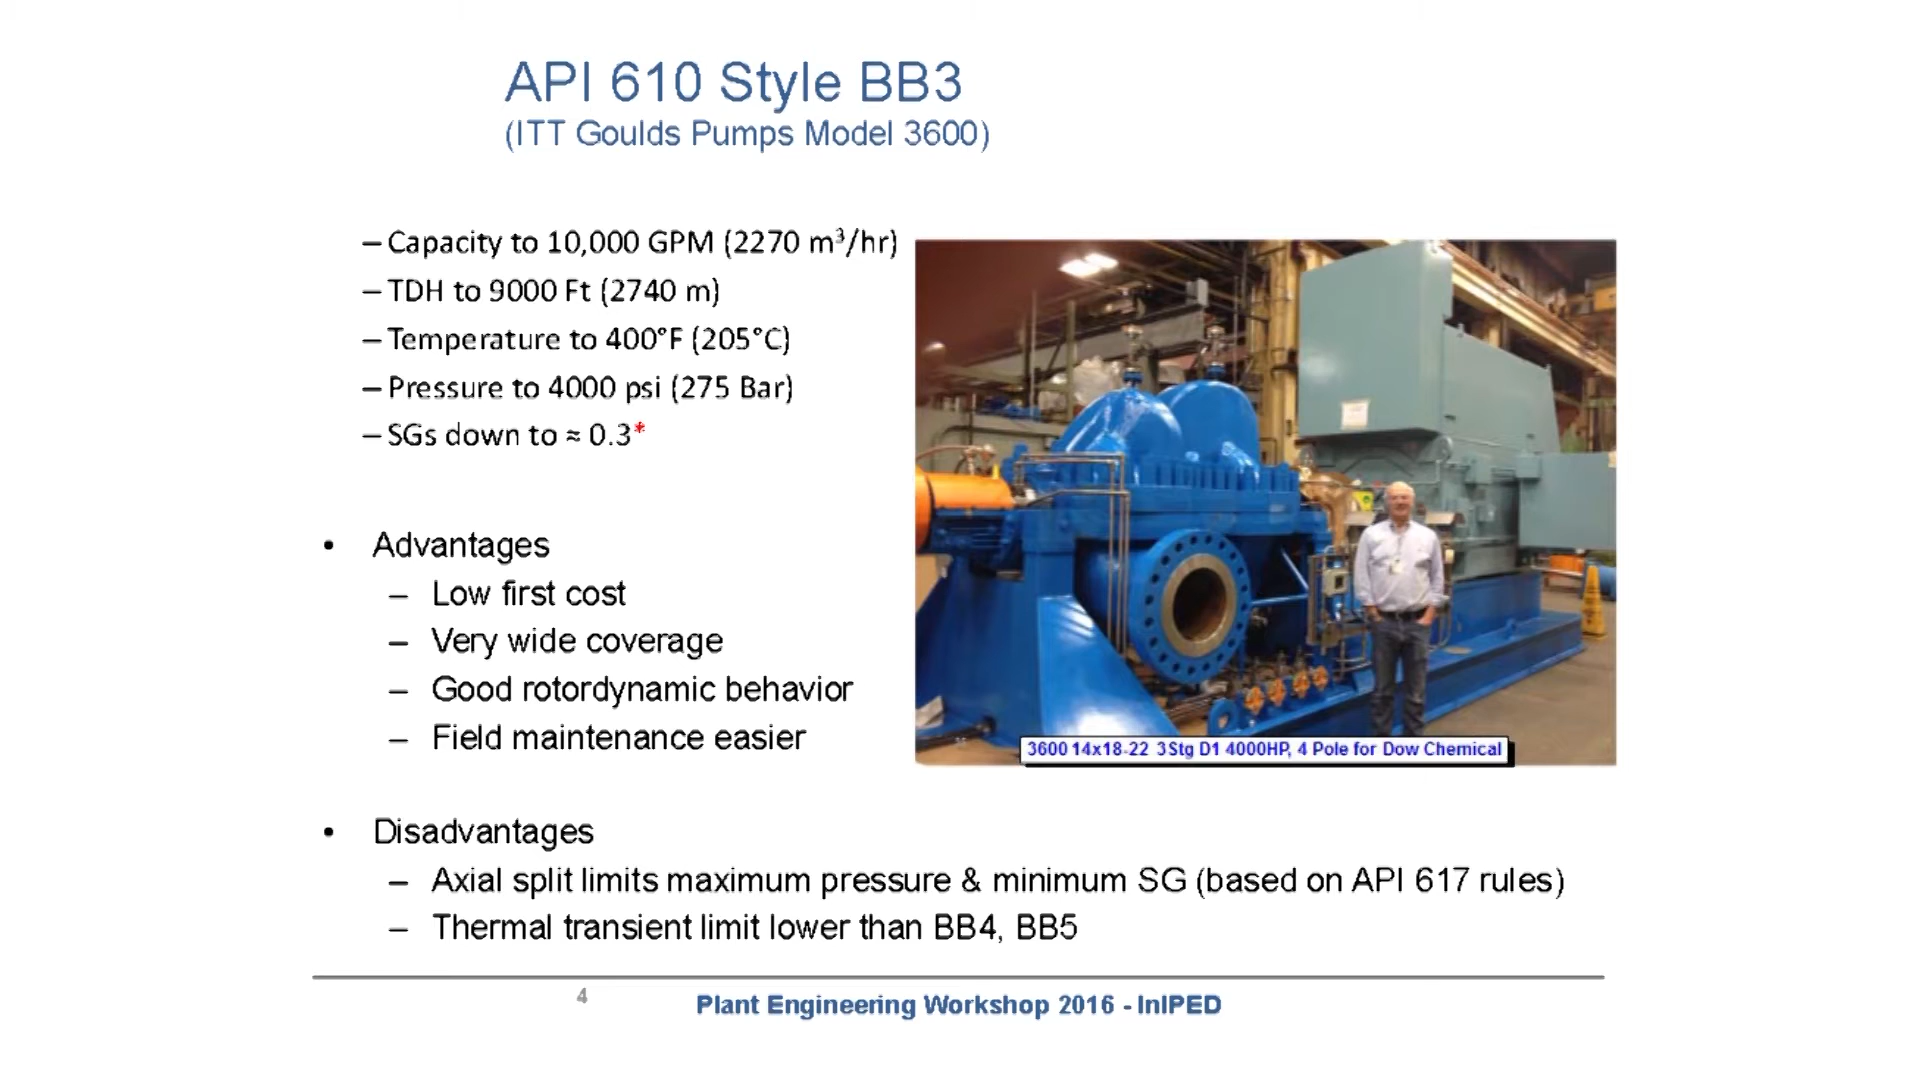 API 610 Style BB3
(ITT Goulds Pumps Model 3600)
– Capacity to 10,000 GPM (2270 m³/hr)
– TDH to 9000 Ft (2740 m)
– Temperature to 400°F (205°C)
– Pressure to 4000 psi (275 Bar)
– SGs down to ≈ 0.3*
• Advantages
– Low first cost
– Very wide coverage
– Good rotordynamic behavior
– Field maintenance easier
3600 14x18-22 3Stg D1 4000HP, 4 Pole for Dow Chemical
• Disadvantages
– Axial split limits maximum pressure & minimum SG (based on API 617 rules)
– Thermal transient limit lower than BB4, BB5
4
Plant Engineering Workshop 2016 - InIPED